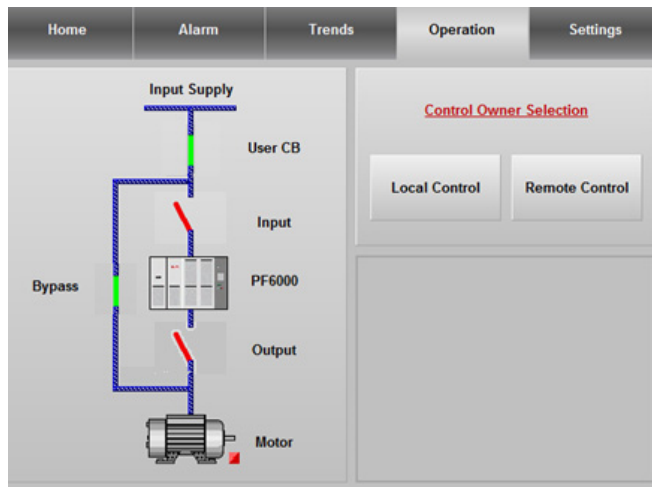 Home
Alarm
Trends
Operation
Settings
Input Supply
User CB
Input
Bypass
PF6000
Output
Motor
Control Owner Selection
Local Control
Remote Control